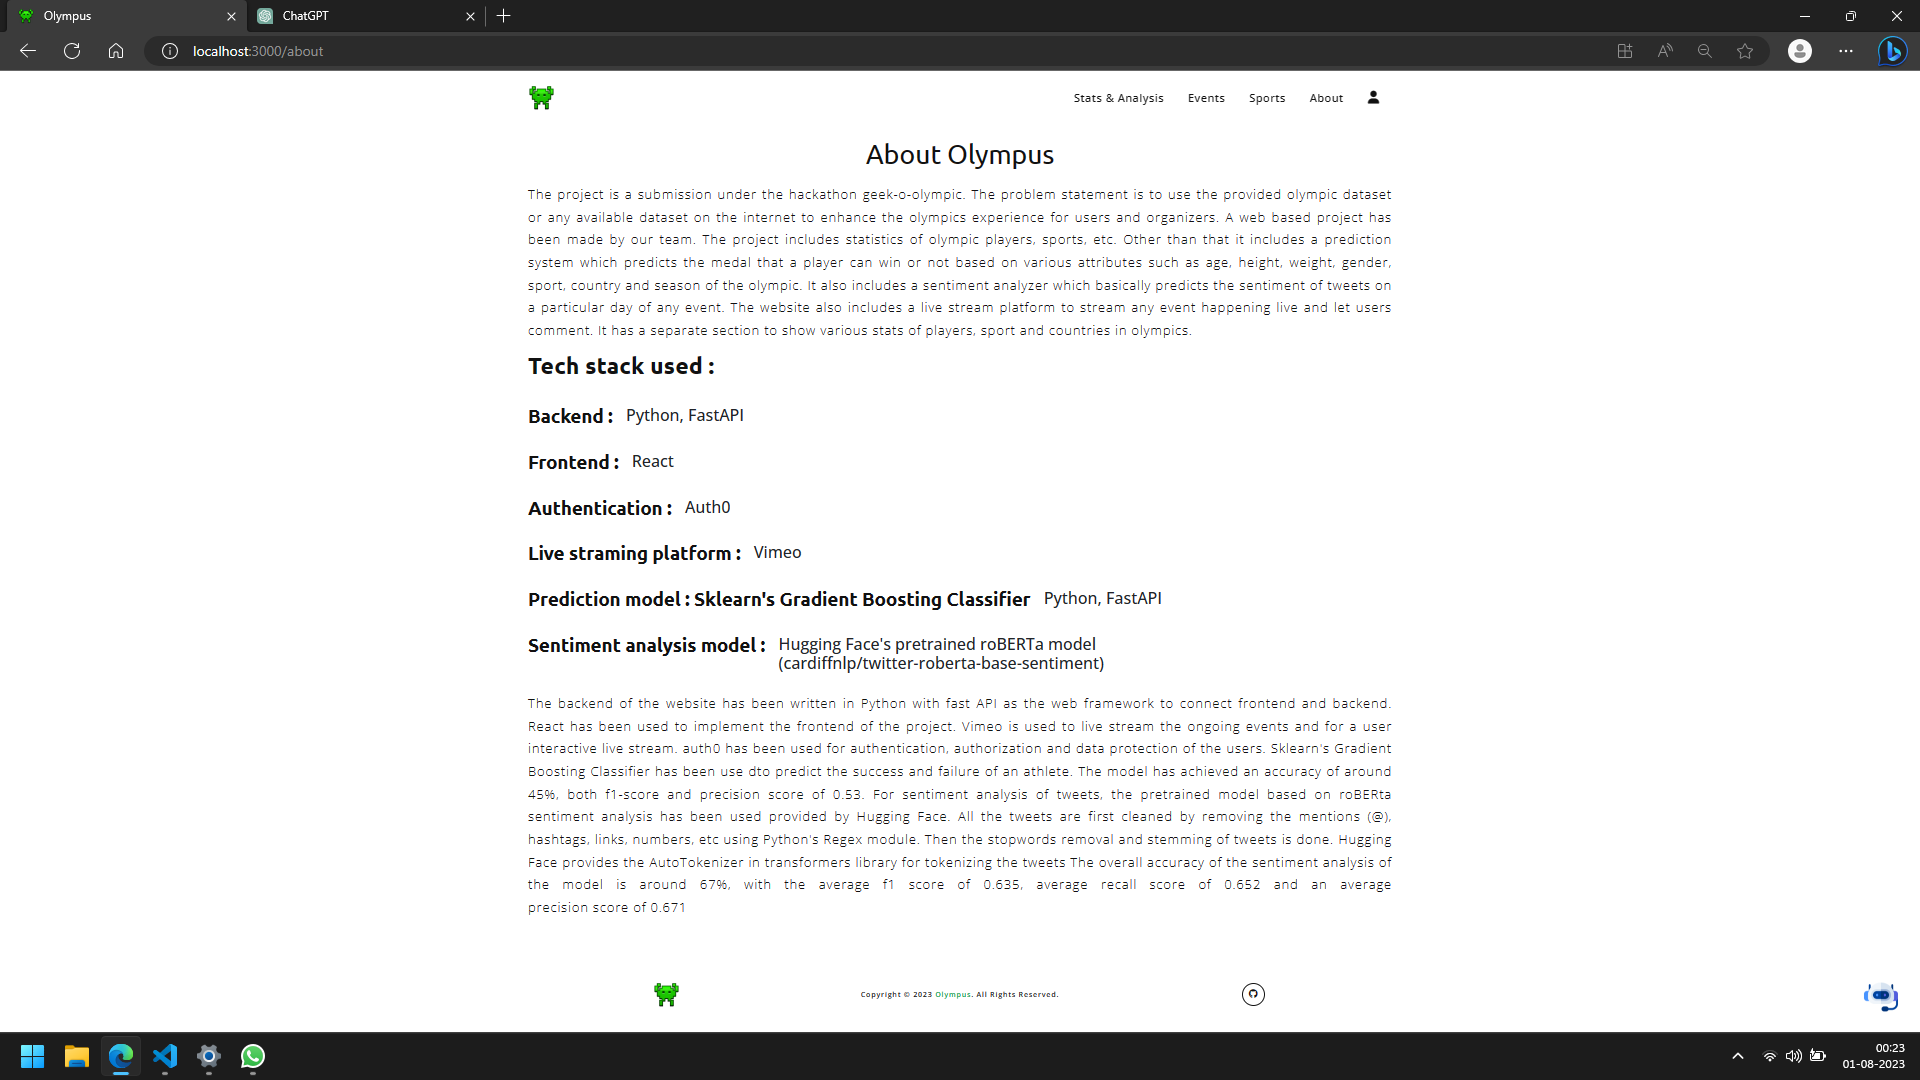 Olympus
ChatGPT
localhost:3000/about
Stats & Analysis Events Sports About
About Olympus
The project is a submission under the hackathon geek-o-olympic. The problem statement is to use the provided olympic dataset
or any available dataset on the internet to enhance the olympics experience for users and organizers. A web based project has
been made by our team. The project includes statistics of olympic players, sports, etc. Other than that it includes a prediction
system which predicts the medal that a player can win or not based on various attributes such as age, height, weight, gender,
sport, country and season of the olympic. It also includes a sentiment analyzer which basically predicts the sentiment of tweets on
a particular day of any event. The website also includes a live stream platform to stream any event happening live and let users
comment. It has a separate section to show various stats of players, sport and countries in olympics.
Tech stack used :
Backend : Python, FastAPI
Frontend : React
Authentication : Auth0
Live straming platform : Vimeo
Prediction model : Sklearn's Gradient Boosting Classifier Python, FastAPI
Sentiment analysis model : Hugging Face's pretrained roBERTa model
(cardiffnlp/twitter-roberta-base-sentiment)
The backend of the website has been written in Python with fast API as the web framework to connect frontend and backend.
React has been used to implement the frontend of the project. Vimeo is used to live stream the ongoing events and for a user
interactive live stream. auth0 has been used for authentication, authorization and data protection of the users. Sklearn's Gradient
Boosting Classifier has been use dto predict the success and failure of an athlete. The model has achieved an accuracy of around
45%, both f1-score and precision score of 0.53. For sentiment analysis of tweets, the pretrained model based on roBERta
sentiment analysis has been used provided by Hugging Face. All the tweets are first cleaned by removing the mentions (@),
hashtags, links, numbers, etc using Python's Regex module. Then the stopwords removal and stemming of tweets is done. Hugging
Face provides the AutoTokenizer in transformers library for tokenizing the tweets The overall accuracy of the sentiment analysis of
the model is around 67%, with the average f1 score of 0.635, average recall score of 0.652 and an average
precision score of 0.671
Copyright © 2023 Olympus. All Rights Reserved.
00:23
01-08-2023